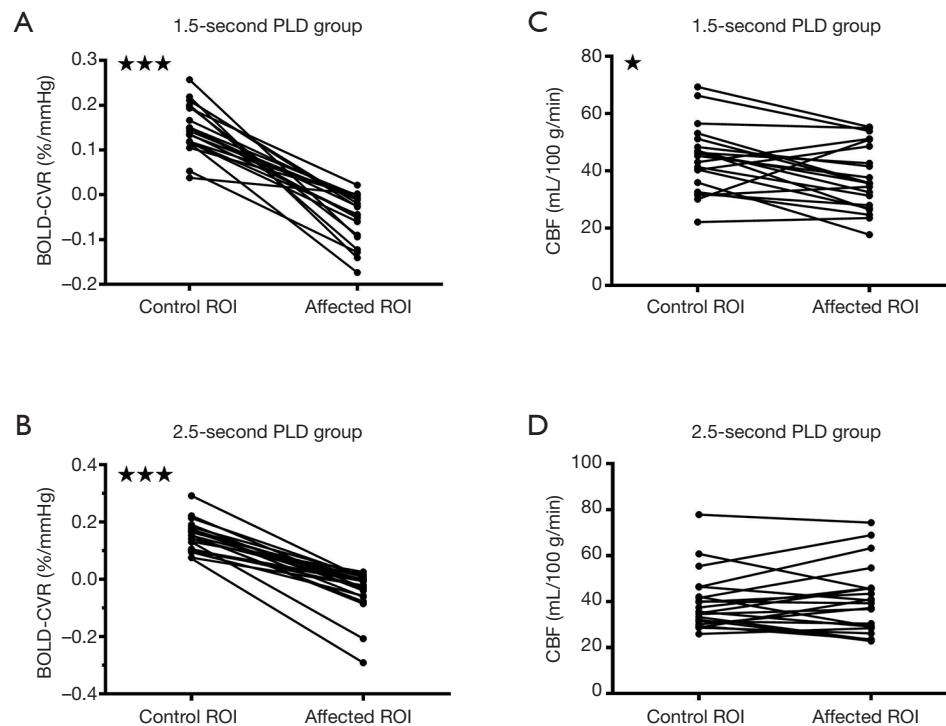 A
1.5-second PLD group
★★★
BOLD-CVR (%/mmHg)
0.3
0.2
0.1
0.0
–0.1
–0.2
Control ROI Affected ROI
C
1.5-second PLD group
★
CBF (mL/100 g/min)
80
60
40
20
0
Control ROI Affected ROI
B
2.5-second PLD group
★★★
BOLD-CVR (%/mmHg)
0.4
0.2
0.0
–0.2
–0.4
Control ROI Affected ROI
D
2.5-second PLD group
CBF (mL/100 g/min)
100
80
60
40
20
0
Control ROI Affected ROI